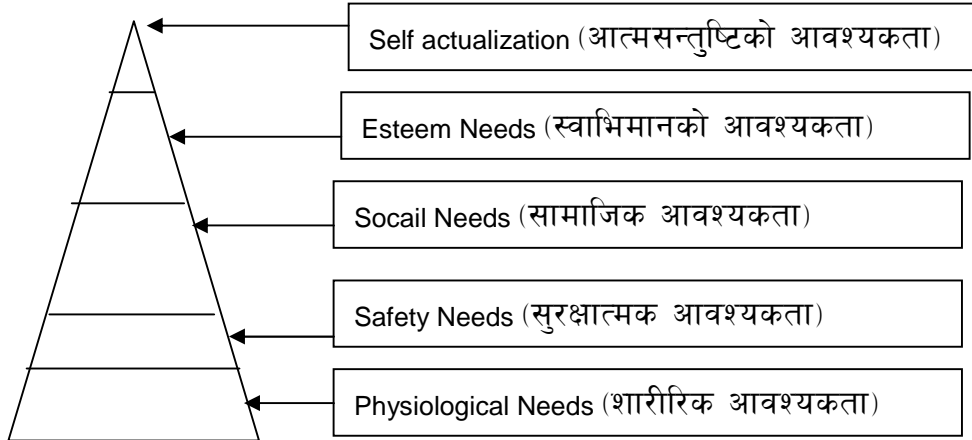 Self actualization (आत्मसन्तुष्टिको आवश्यकता)
Esteem Needs (स्वाभिमानको आवश्यकता)
Socail Needs (सामाजिक आवश्यकता)
Safety Needs (सुरक्षात्मक आवश्यकता)
Physiological Needs (शारीरिक आवश्यकता)